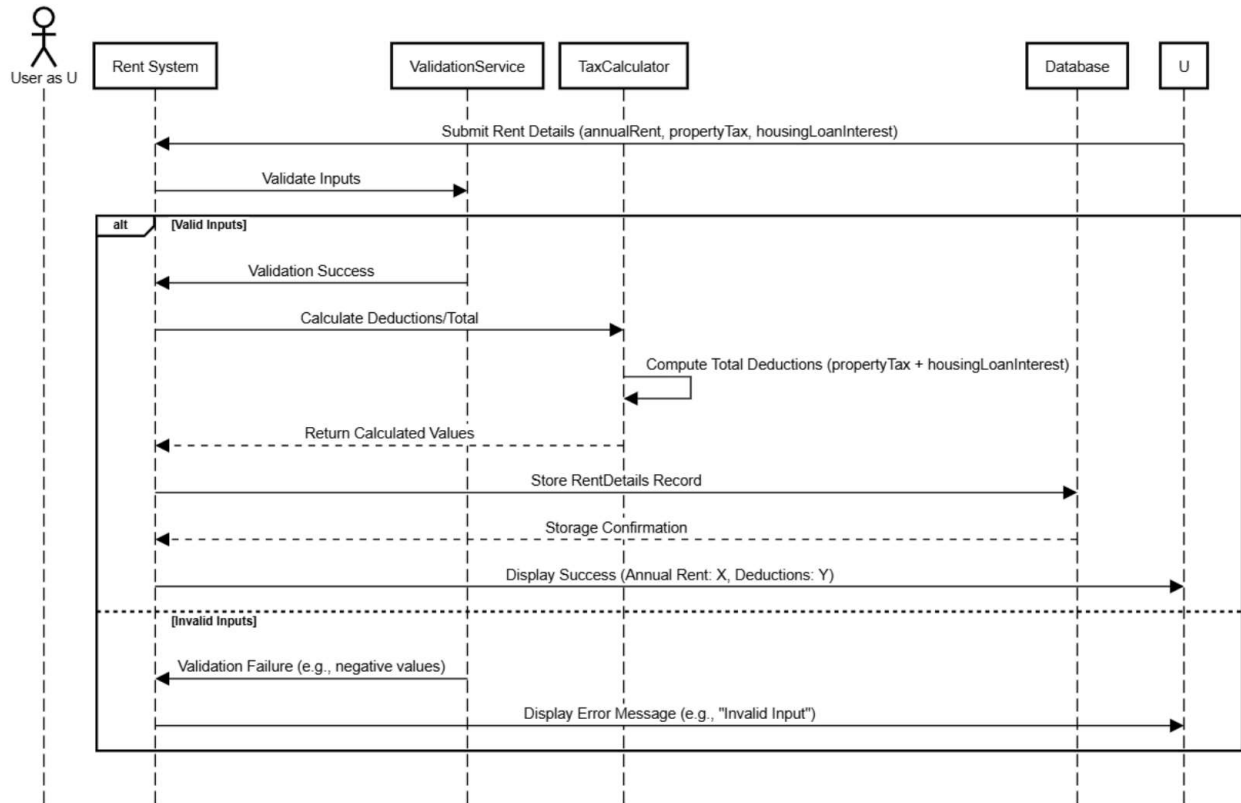 User as U
Rent System
ValidationService
TaxCalculator
Database
U
Submit Rent Details (annualRent, propertyTax, housingLoanInterest)
Validate Inputs
alt
[Valid Inputs]
Validation Success
Calculate Deductions/Total
Compute Total Deductions (propertyTax + housingLoanInterest)
Return Calculated Values
Store RentDetails Record
Storage Confirmation
Display Success (Annual Rent: X, Deductions: Y)
[Invalid Inputs]
Validation Failure (e.g., negative values)
Display Error Message (e.g., "Invalid Input")